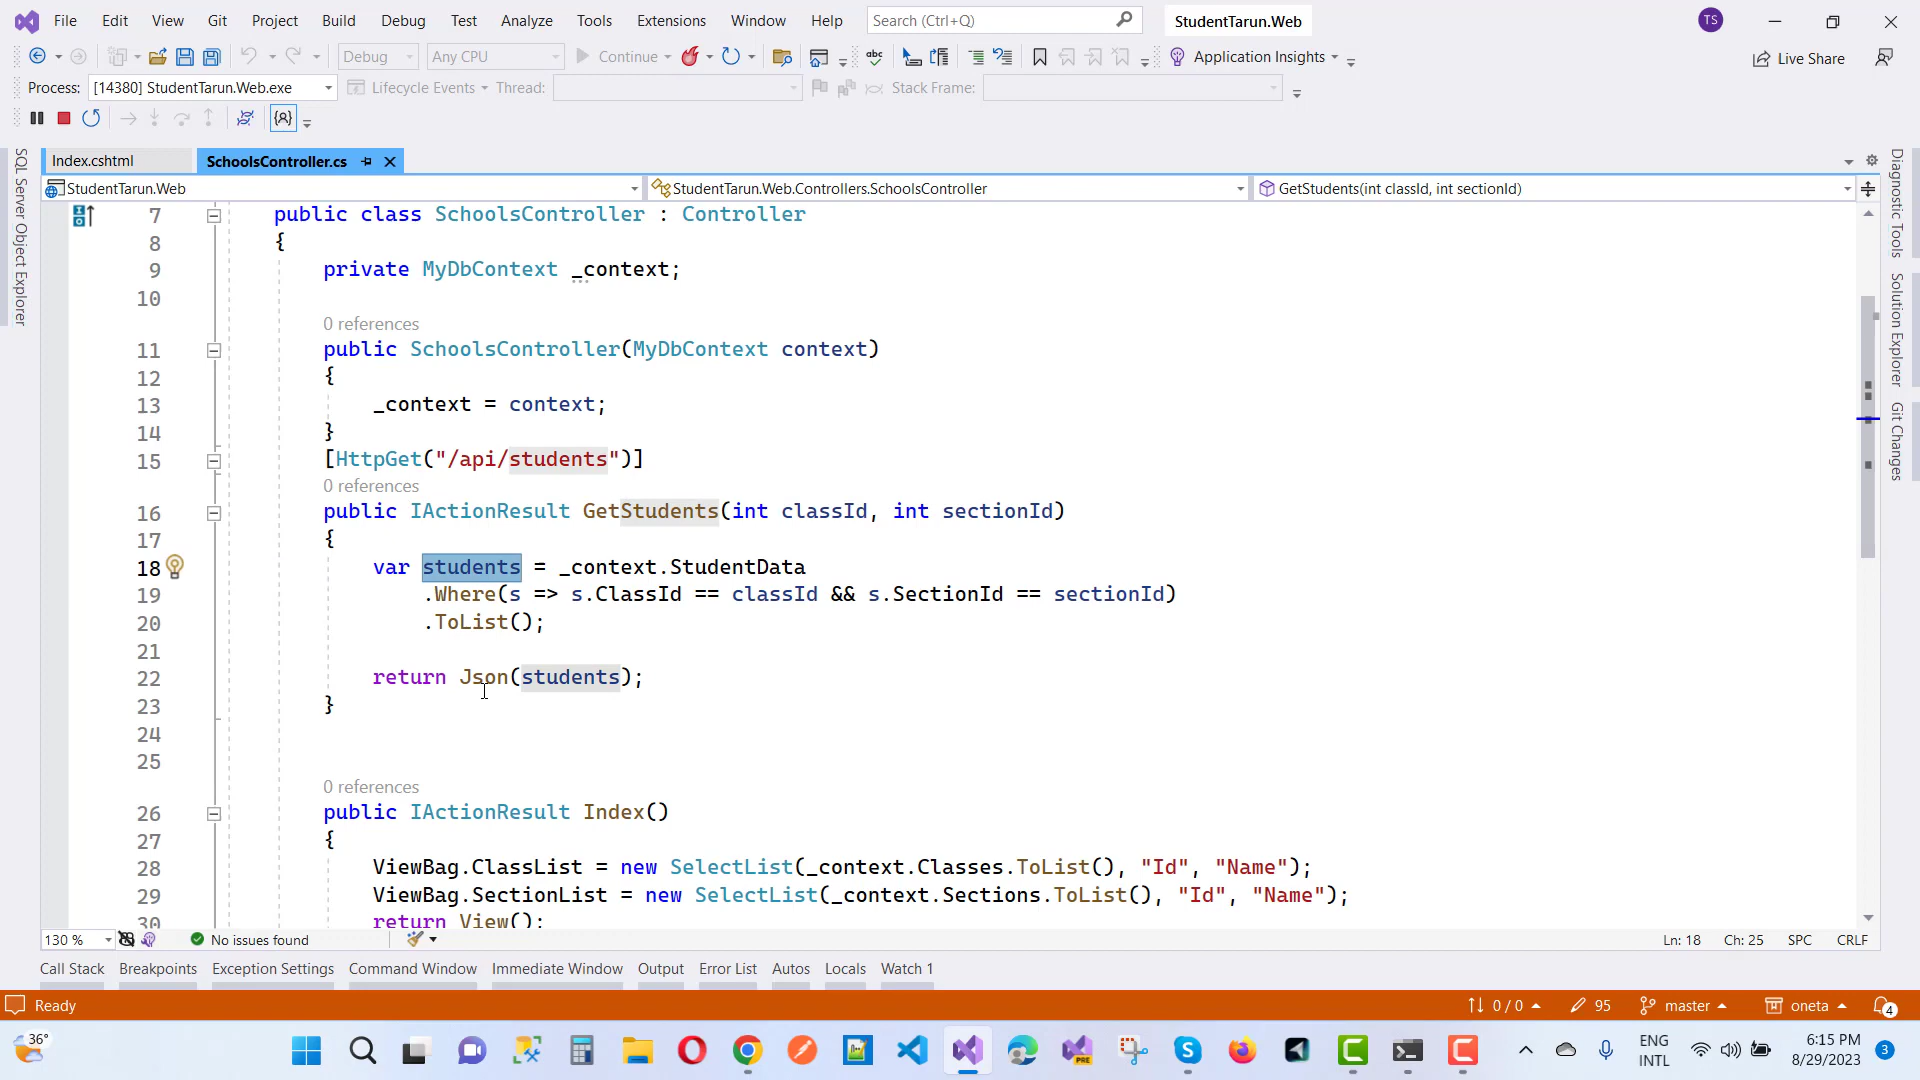 File Edit View Git Project Build Debug Test Analyze Tools Extensions Window Help Search (Ctrl+Q) StudentTarun.Web TS
Debug Any CPU Continue Application Insights Live Share
Process: [14380] StudentTarun.Web.exe Lifecycle Events Thread: Stack Frame:
Index.cshtml SchoolsController.cs
StudentTarun.Web StudentTarun.Web.Controllers.SchoolsController GetStudents(int classId, int sectionId)
SQL Server Object Explorer
Diagnostic Tools
Solution Explorer
Git Changes
7 public class SchoolsController : Controller
8 {
9 private MyDbContext _context;
10
0 references
11 public SchoolsController(MyDbContext context)
12 {
13 _context = context;
14 }
15 [HttpGet("/api/students")]
0 references
16 public IActionResult GetStudents(int classId, int sectionId)
17 {
18 var students = _context.StudentData
19 .Where(s => s.ClassId == classId && s.SectionId == sectionId)
20 .ToList();
21
22 return Json(students);
23 }
24
25
0 references
26 public IActionResult Index()
27 {
28 ViewBag.ClassList = new SelectList(_context.Classes.ToList(), "Id", "Name");
29 ViewBag.SectionList = new SelectList(_context.Sections.ToList(), "Id", "Name");
30 return View();
130 % No issues found Ln: 18 Ch: 25 SPC CRLF
Call Stack Breakpoints Exception Settings Command Window Immediate Window Output Error List Autos Locals Watch 1
Ready 0 / 0 95 master oneta 4
36° PRE ENG 6:15 PM
INTL 8/29/2023 3